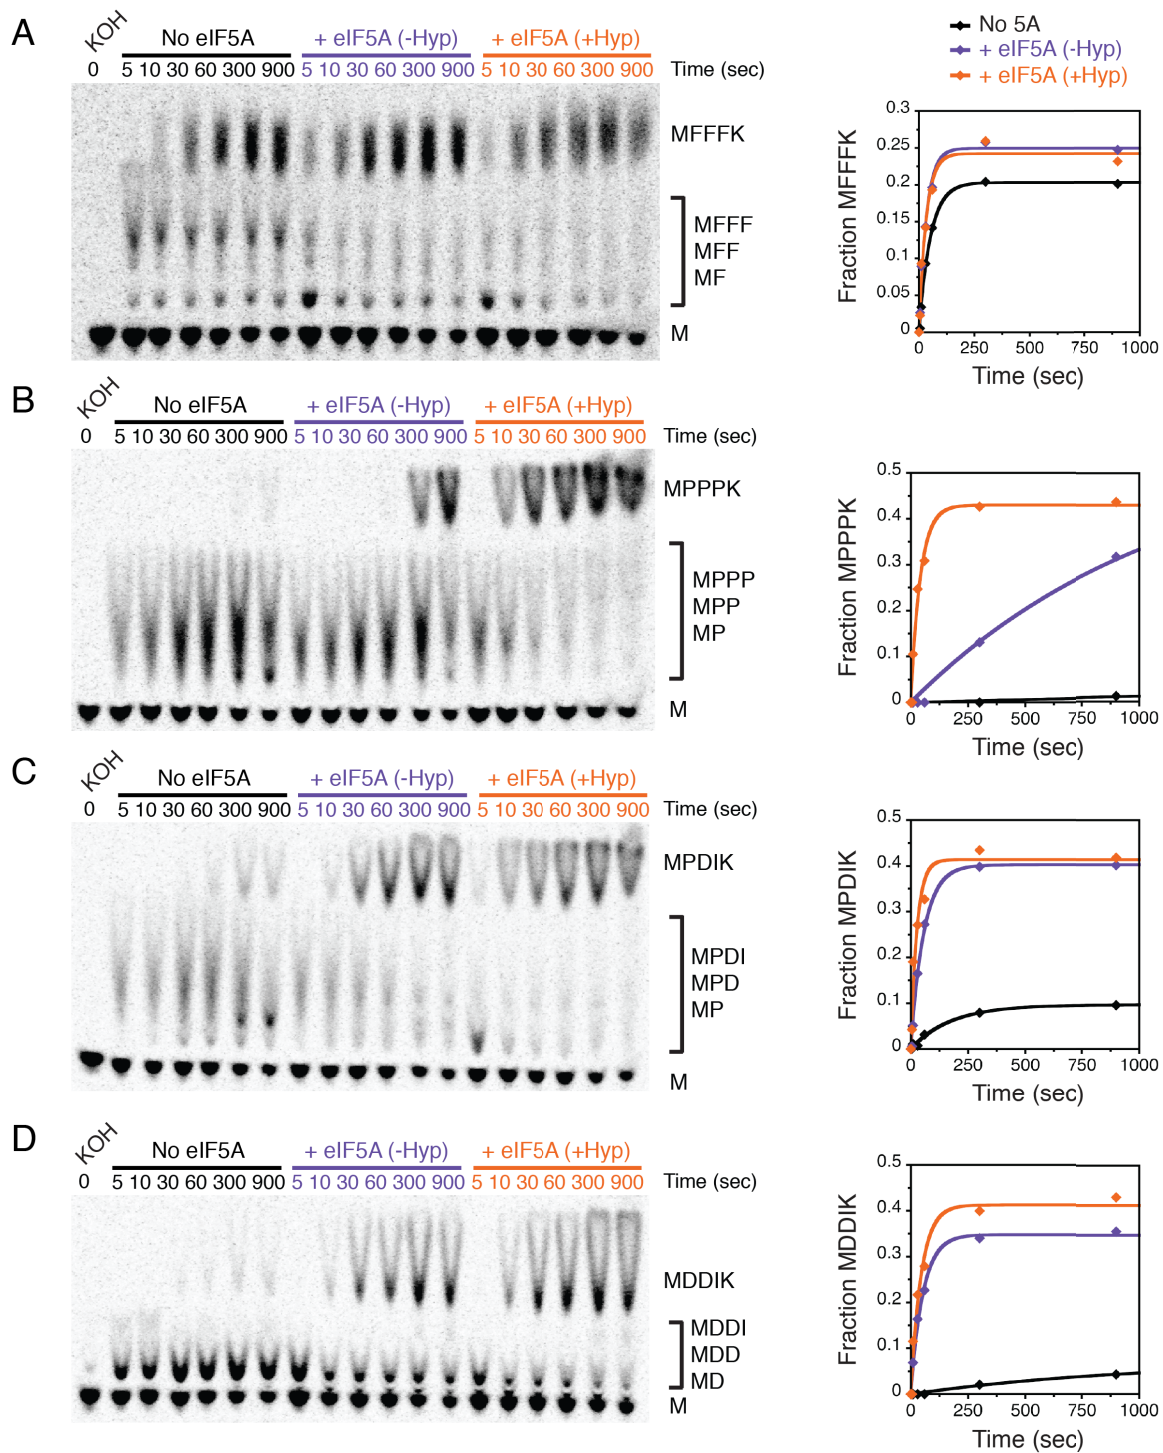 A
KOH
No eIF5A
+ eIF5A (-Hyp)
+ eIF5A (+Hyp)
0 5 10 30 60 300 900 5 10 30 60 300 900 5 10 30 60 300 900 Time (sec)
MFFFK
MFFF
MFF
MF
M
No 5A
+ eIF5A (-Hyp)
+ eIF5A (+Hyp)
Fraction MFFFK
0.3
0.25
0.2
0.15
0.1
0.05
0
0 250 500 750 1000
Time (sec)
B
KOH
No eIF5A
+ eIF5A (-Hyp)
+ eIF5A (+Hyp)
0 5 10 30 60 300 900 5 10 30 60 300 900 5 10 30 60 300 900 Time (sec)
MPPPK
MPPP
MPP
MP
M
Fraction MPPPK
0.5
0.4
0.3
0.2
0.1
0
0 250 500 750 1000
Time (sec)
C
KOH
No eIF5A
+ eIF5A (-Hyp)
+ eIF5A (+Hyp)
0 5 10 30 60 300 900 5 10 30 60 300 900 5 10 30 60 300 900 Time (sec)
MPDIK
MPDI
MPD
MP
M
Fraction MPDIK
0.5
0.4
0.3
0.2
0.1
0
0 250 500 750 1000
Time (sec)
D
KOH
No eIF5A
+ eIF5A (-Hyp)
+ eIF5A (+Hyp)
0 5 10 30 60 300 900 5 10 30 60 300 900 5 10 30 60 300 900 Time (sec)
MDDIK
MDDI
MDD
MD
M
Fraction MDDIK
0.5
0.4
0.3
0.2
0.1
0
0 250 500 750 1000
Time (sec)